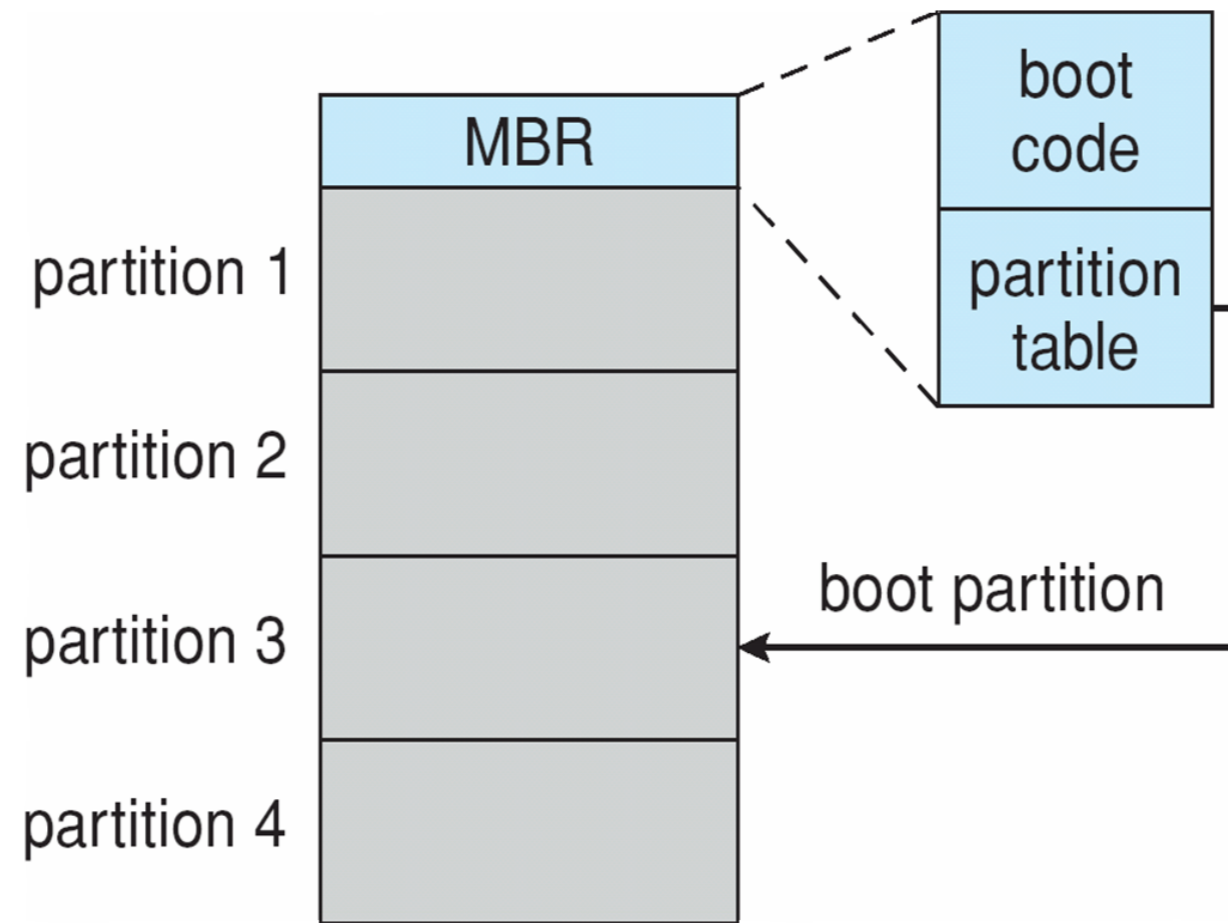 MBR
boot
code
partition
table
partition 1
partition 2
boot partition
partition 3
partition 4